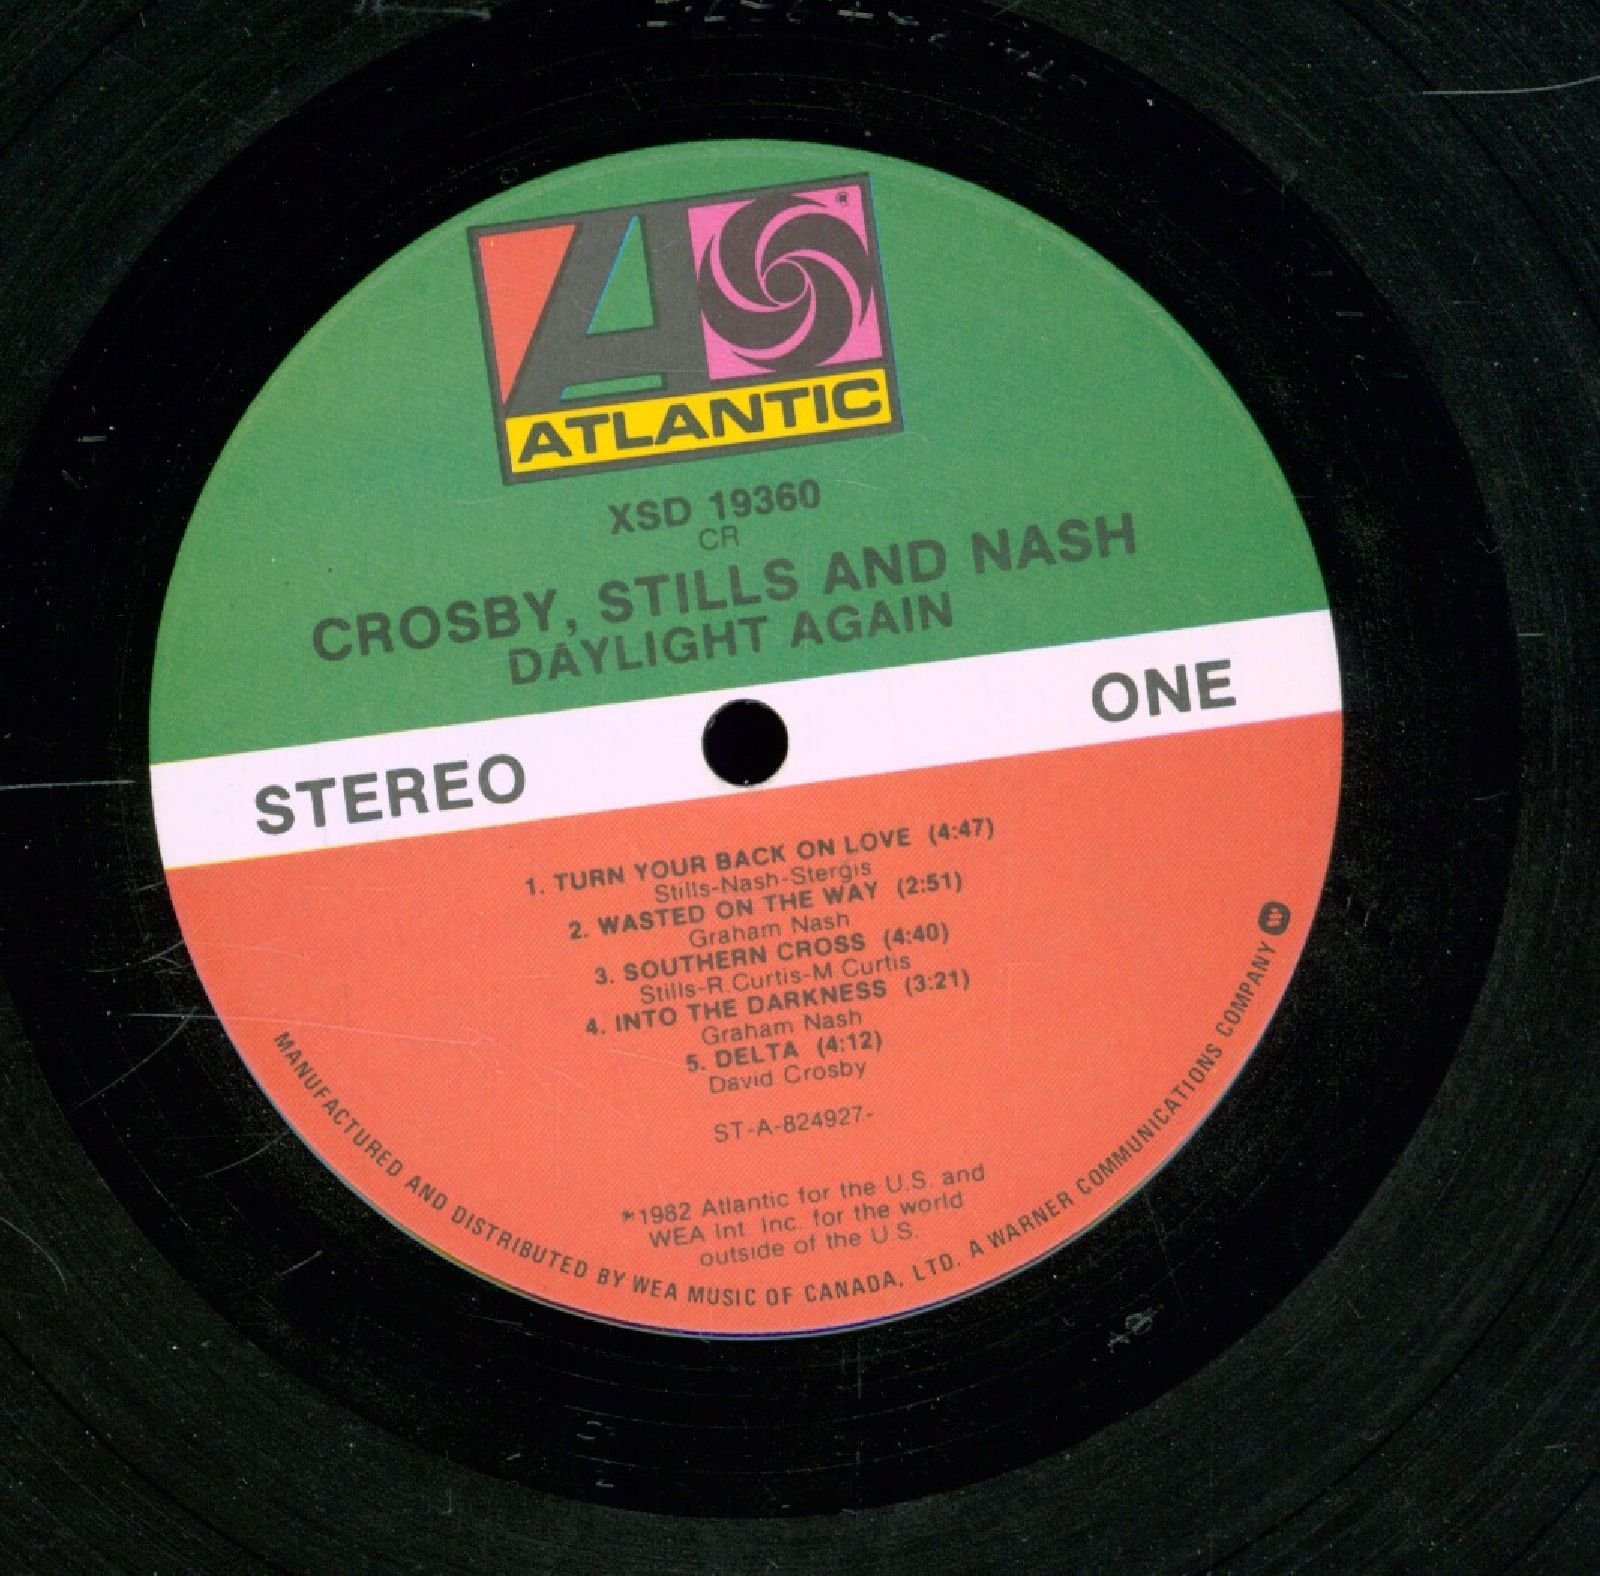 ATLANTIC
XSD 19360
CR
CROSBY, STILLS AND NASH
DAYLIGHT AGAIN
STEREO
ONE
1. TURN YOUR BACK ON LOVE (4:47)
Stills-Nash-Stergis
2. WASTED ON THE WAY (2:51)
Graham Nash
3. SOUTHERN CROSS (4:40)
Stills-R.Curtis-M.Curtis
4. INTO THE DARKNESS (3:21)
Graham Nash
5. DELTA (4:12)
David Crosby
ST-A-824927-
℗1982 Atlantic for the U.S. and
WEA Int Inc. for the world
outside of the U.S.
MANUFACTURED AND DISTRIBUTED BY WEA MUSIC OF CANADA, LTD. A WARNER COMMUNICATIONS COMPANY